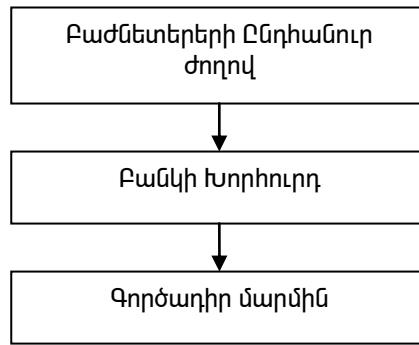 Բաժնետերերի Ընդհանուր
ժողով
Բանկի Խորհուրդ
Գործադիր մարմին